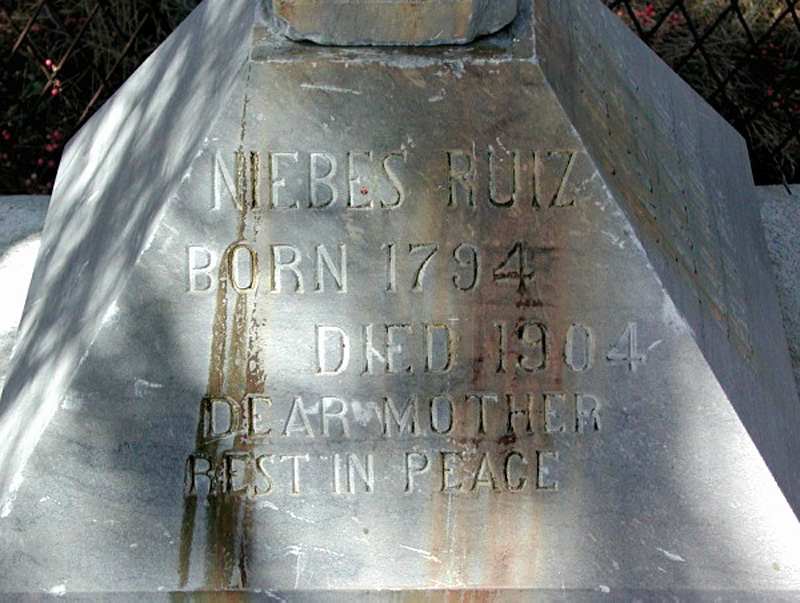 NIEBES RUIZ
BORN 1794
DIED 1904
DEAR MOTHER
REST IN PEACE